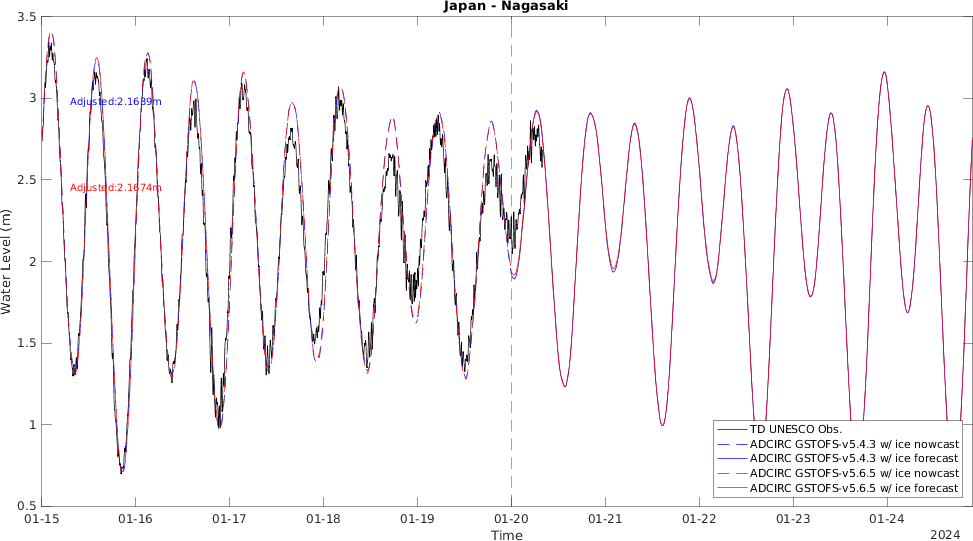 Japan - Nagasaki
3.5
3
2.5
2
1.5
1
0.5
Water Level (m)
Adjusted:2.1689m
Adjusted:2.1674m
TD UNESCO Obs.
ADCIRC GSTOFS-v5.4.3 w/ ice nowcast
ADCIRC GSTOFS-v5.4.3 w/ ice forecast
ADCIRC GSTOFS-v5.6.5 w/ ice nowcast
ADCIRC GSTOFS-v5.6.5 w/ ice forecast
01-15 01-16 01-17 01-18 01-19 01-20 01-21 01-22 01-23 01-24
Time
2024